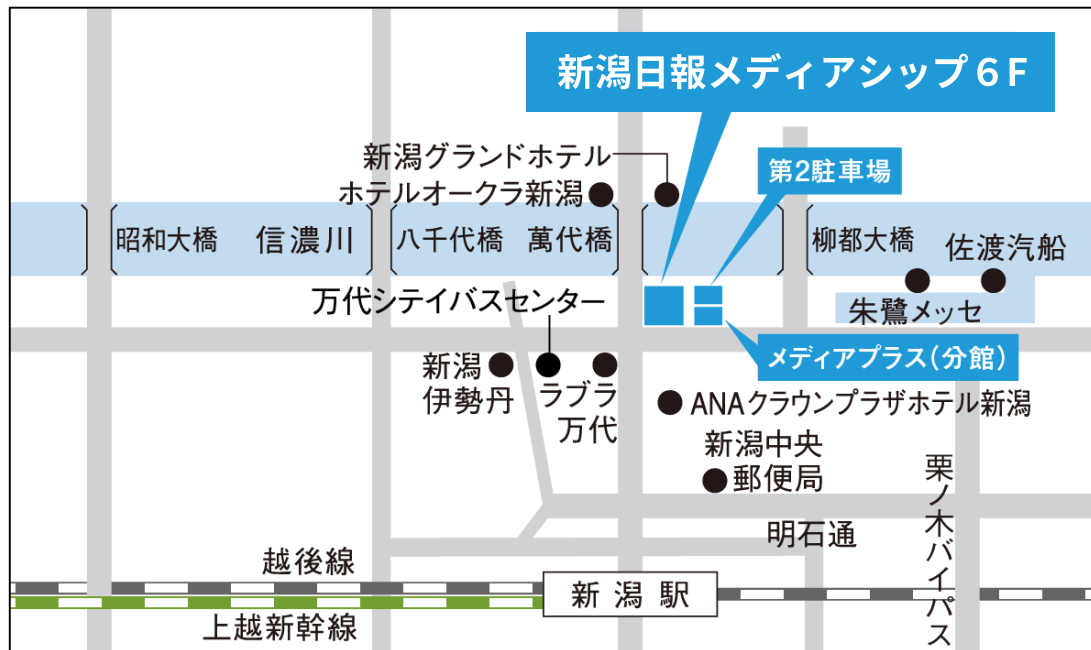 新潟日報メディアシップ６F
新潟グランドホテル
ホテルオークラ新潟
第2駐車場
昭和大橋
信濃川
八千代橋
萬代橋
柳都大橋
佐渡汽船
朱鷺メッセ
万代シテイバスセンター
メディアプラス(分館)
新潟
伊勢丹
ラブラ
万代
ANAクラウンプラザホテル新潟
新潟中央
郵便局
栗ノ木バイパス
明石通
越後線
新潟駅
上越新幹線